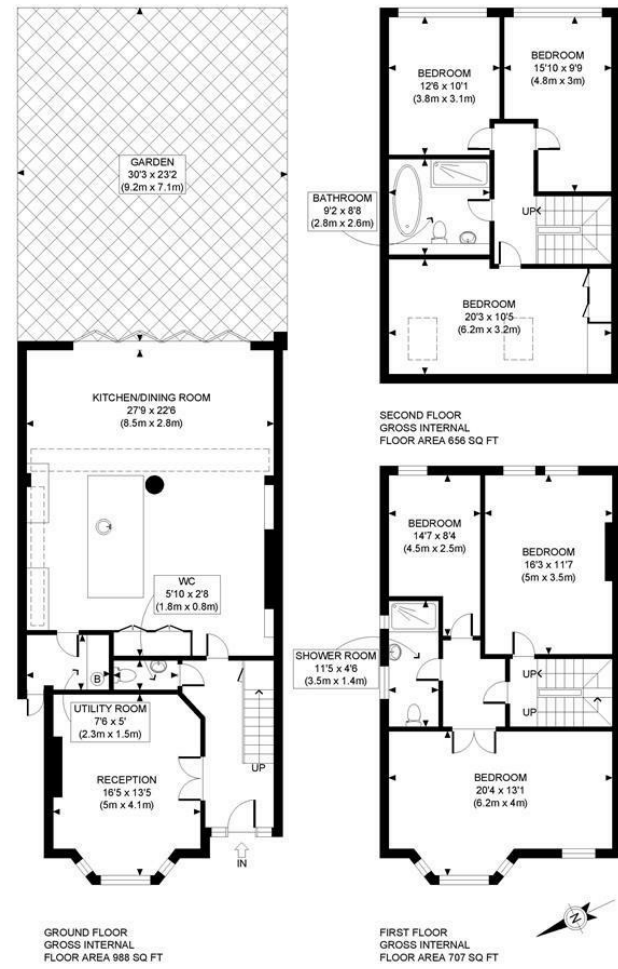 GARDEN
30'3 x 23'2
(9.2m x 7.1m)
KITCHEN/DINING ROOM
27'9 x 22'6
(8.5m x 2.8m)
WC
5'10 x 2'8
(1.8m x 0.8m)
B
UTILITY ROOM
7'6 x 5'
(2.3m x 1.5m)
RECEPTION
16'5 x 13'5
(5m x 4.1m)
UP
IN
GROUND FLOOR
GROSS INTERNAL
FLOOR AREA 988 SQ FT
BEDROOM
12'6 x 10'1
(3.8m x 3.1m)
BEDROOM
15'10 x 9'9
(4.8m x 3m)
BATHROOM
9'2 x 8'8
(2.8m x 2.6m)
UP
BEDROOM
20'3 x 10'5
(6.2m x 3.2m)
SECOND FLOOR
GROSS INTERNAL
FLOOR AREA 656 SQ FT
BEDROOM
14'7 x 8'4
(4.5m x 2.5m)
BEDROOM
16'3 x 11'7
(5m x 3.5m)
SHOWER ROOM
11'5 x 4'6
(3.5m x 1.4m)
UP
UP
BEDROOM
20'4 x 13'1
(6.2m x 4m)
FIRST FLOOR
GROSS INTERNAL
FLOOR AREA 707 SQ FT
N